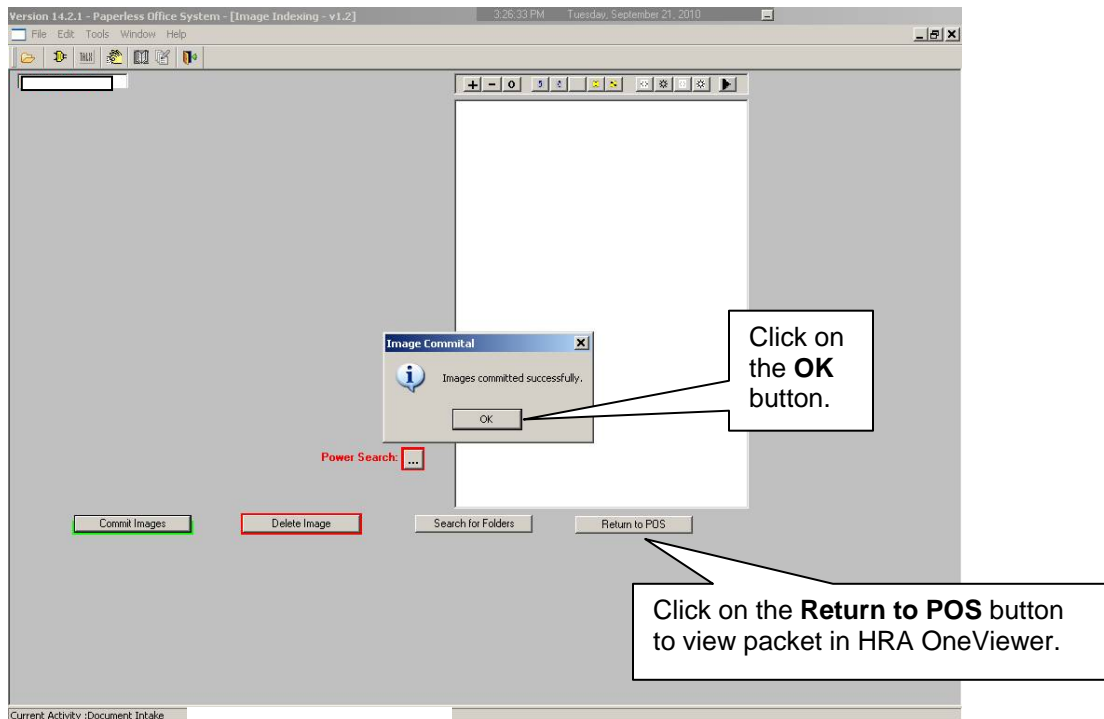 Version 14.2.1 - Paperless Office System - [Image Indexing - v1.2] 3:26:33 PM Tuesday, September 21, 2010
File Edit Tools Window Help
Image Commital
Images committed successfully.
OK
Click on
the OK
button.
Power Search: ...
Commit Images Delete Image Search for Folders Return to POS
Click on the Return to POS button
to view packet in HRA OneViewer.
Current Activity :Document Intake